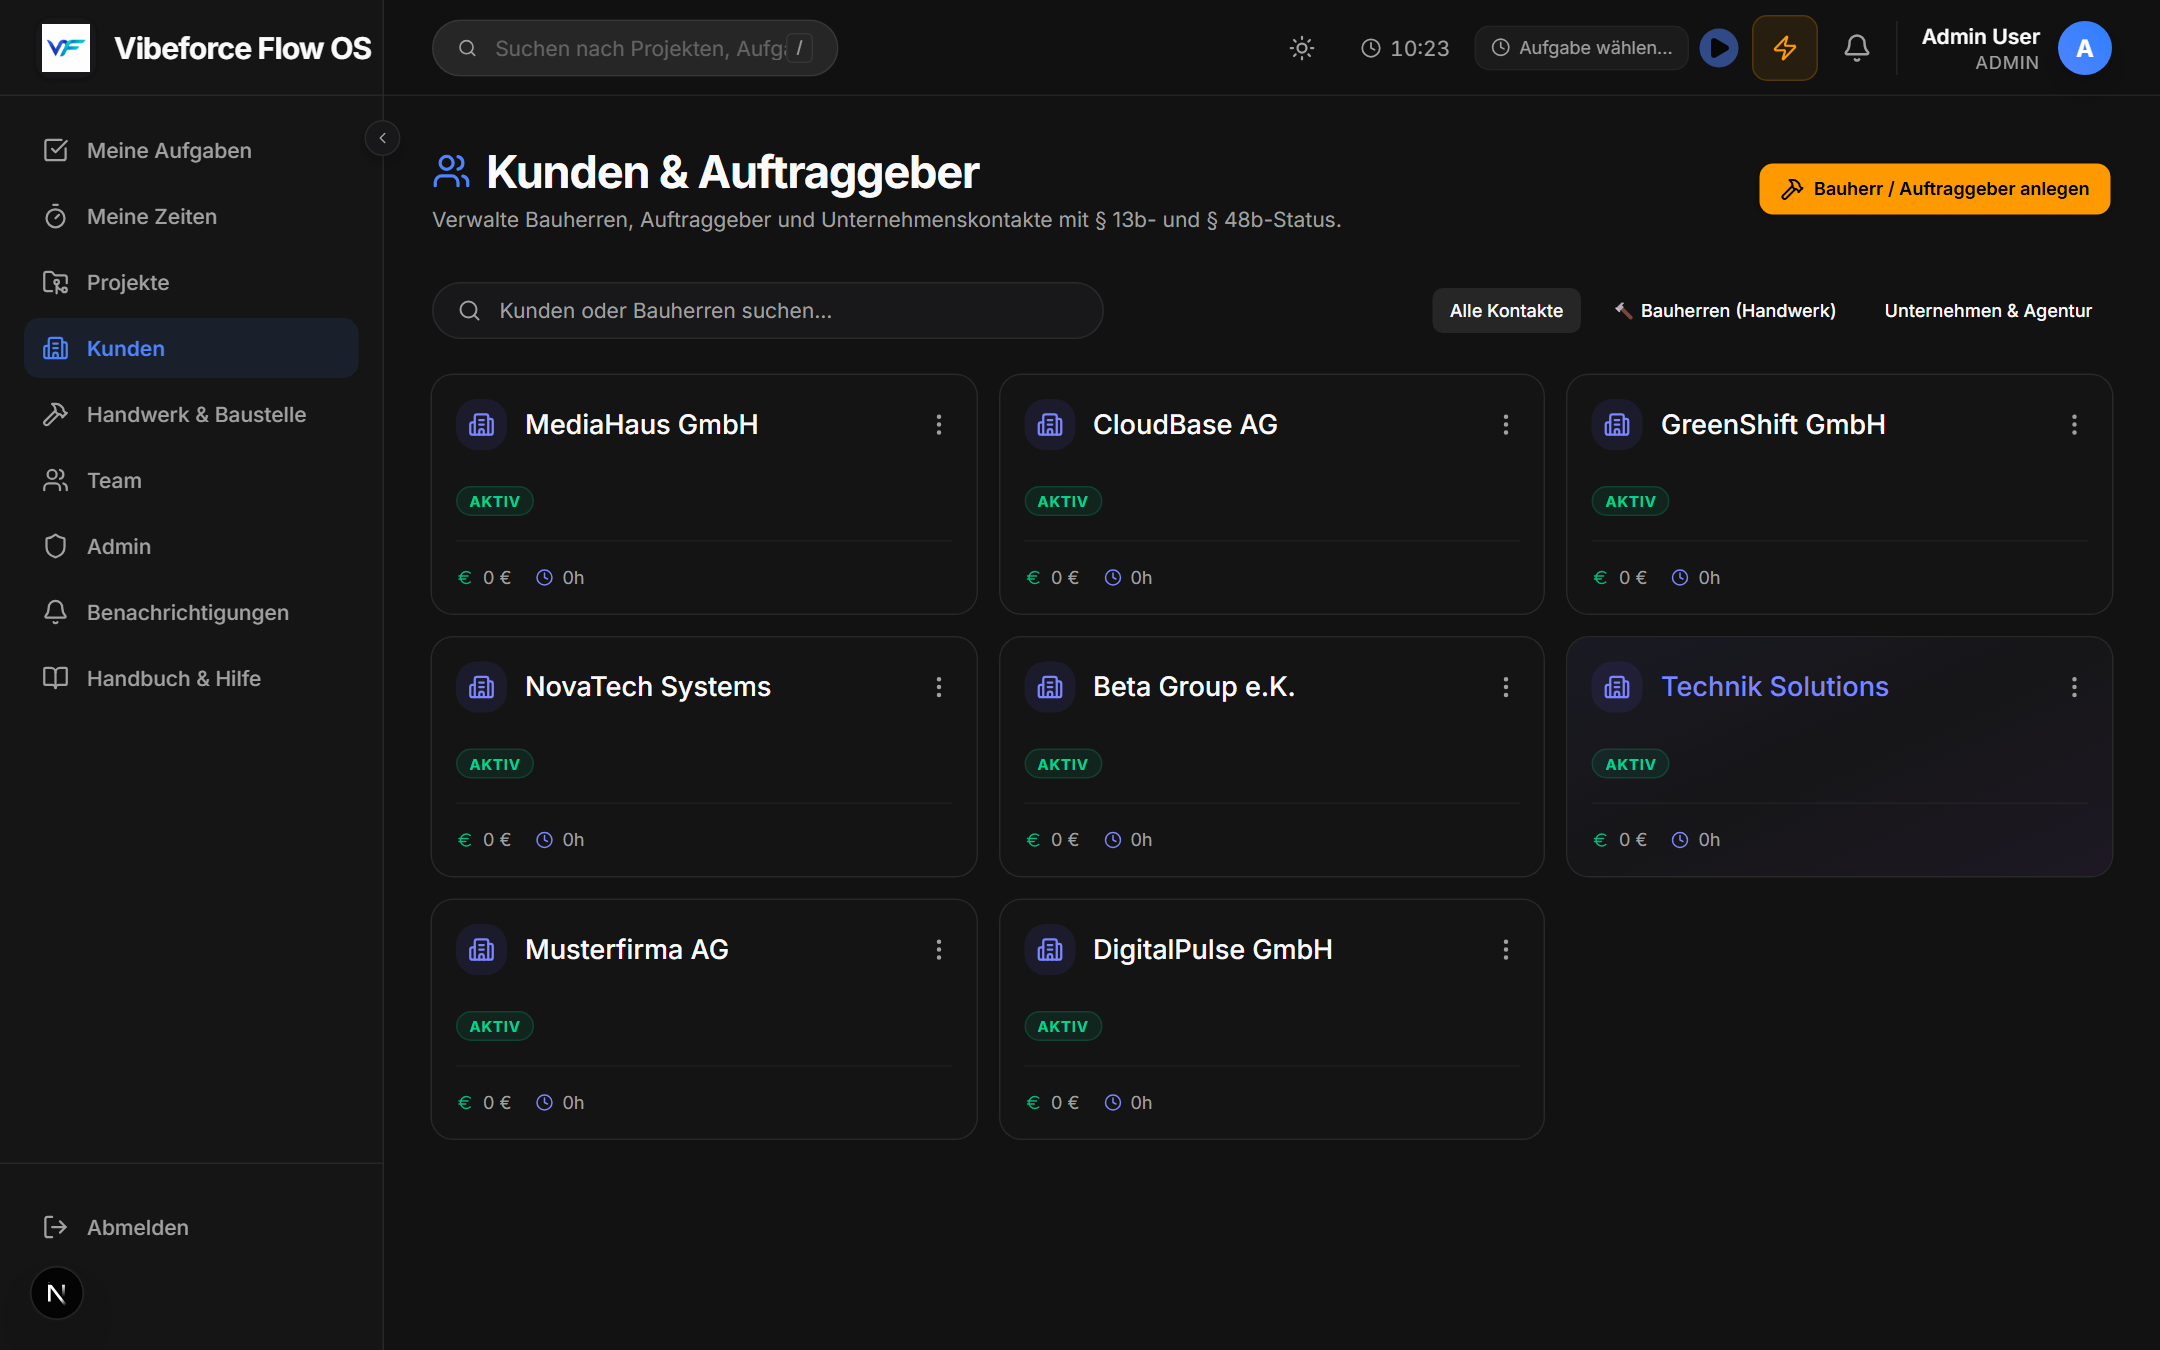 VF Vibeforce Flow OS
Suchen nach Projekten, Aufga /
10:23
Aufgabe wählen...
Admin User
ADMIN
A
Meine Aufgaben
Meine Zeiten
Projekte
Kunden
Handwerk & Baustelle
Team
Admin
Benachrichtigungen
Handbuch & Hilfe
Abmelden
N
Kunden & Auftraggeber
Verwalte Bauherren, Auftraggeber und Unternehmenskontakte mit § 13b- und § 48b-Status.
Bauherr / Auftraggeber anlegen
Kunden oder Bauherren suchen...
Alle Kontakte
Bauherren (Handwerk)
Unternehmen & Agentur
MediaHaus GmbH
AKTIV
€ 0 € 0h
CloudBase AG
AKTIV
€ 0 € 0h
GreenShift GmbH
AKTIV
€ 0 € 0h
NovaTech Systems
AKTIV
€ 0 € 0h
Beta Group e.K.
AKTIV
€ 0 € 0h
Technik Solutions
AKTIV
€ 0 € 0h
Musterfirma AG
AKTIV
€ 0 € 0h
DigitalPulse GmbH
AKTIV
€ 0 € 0h